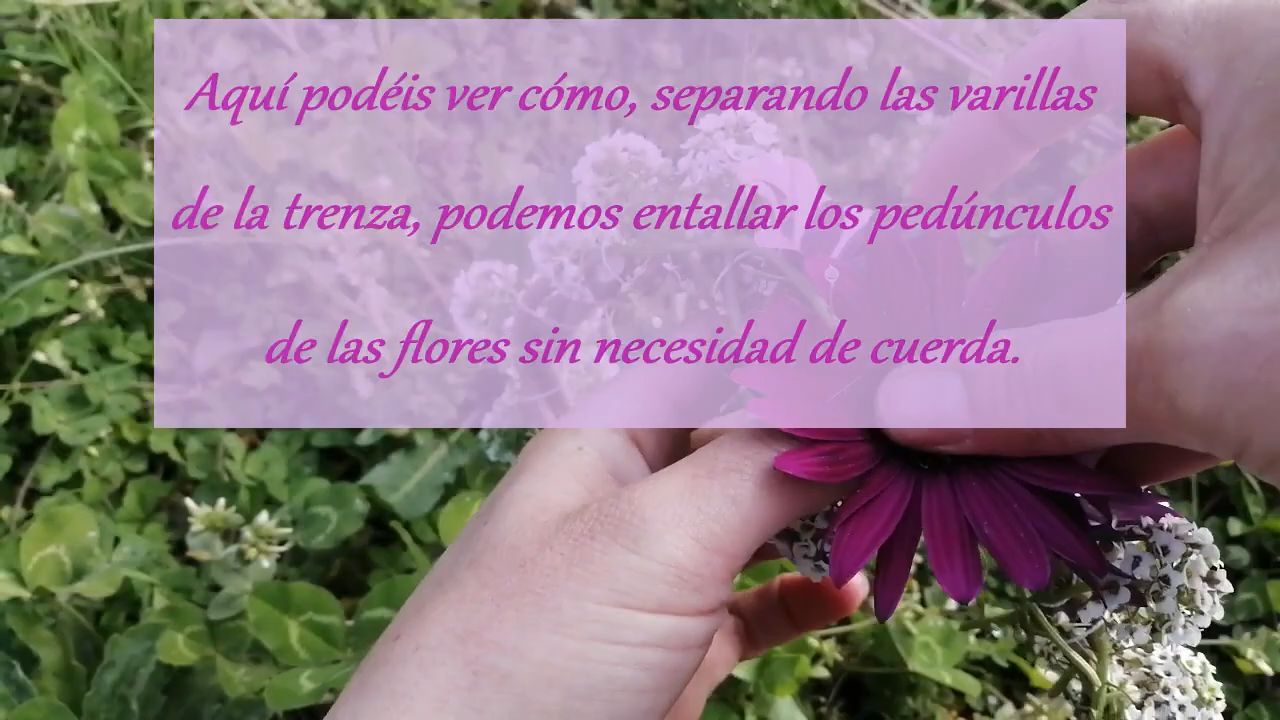 Aquí podéis ver cómo, separando las varillas
de la trenza, podemos entallar los pedúnculos
de las flores sin necesidad de cuerda.